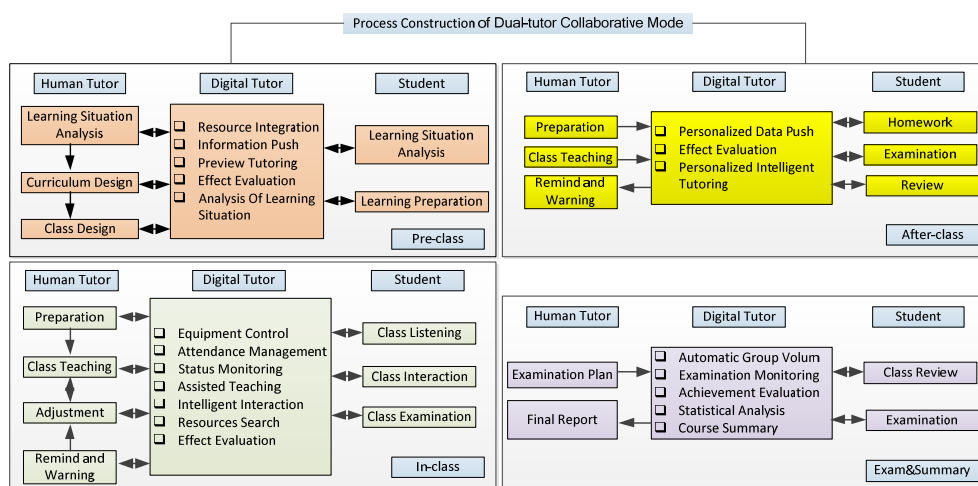 Process Construction of Dual-tutor Collaborative Mode
Human Tutor
Digital Tutor
Student
Learning Situation
Analysis
Curriculum Design
Class Design
Resource Integration
Information Push
Preview Tutoring
Effect Evaluation
Analysis Of Learning
Situation
Learning Situation
Analysis
Learning Preparation
Pre-class
Human Tutor
Digital Tutor
Student
Preparation
Class Teaching
Remind and
Warning
Personalized Data Push
Effect Evaluation
Personalized Intelligent
Tutoring
Homework
Examination
Review
After-class
Human Tutor
Digital Tutor
Student
Preparation
Class Teaching
Adjustment
Remind and
Warning
Equipment Control
Attendance Management
Status Monitoring
Assisted Teaching
Intelligent Interaction
Resources Search
Effect Evaluation
Class Listening
Class Interaction
Class Examination
In-class
Human Tutor
Digital Tutor
Student
Examination Plan
Final Report
Automatic Group Volum
Examination Monitoring
Achievement Evaluation
Statistical Analysis
Course Summary
Class Review
Examination
Exam&Summary